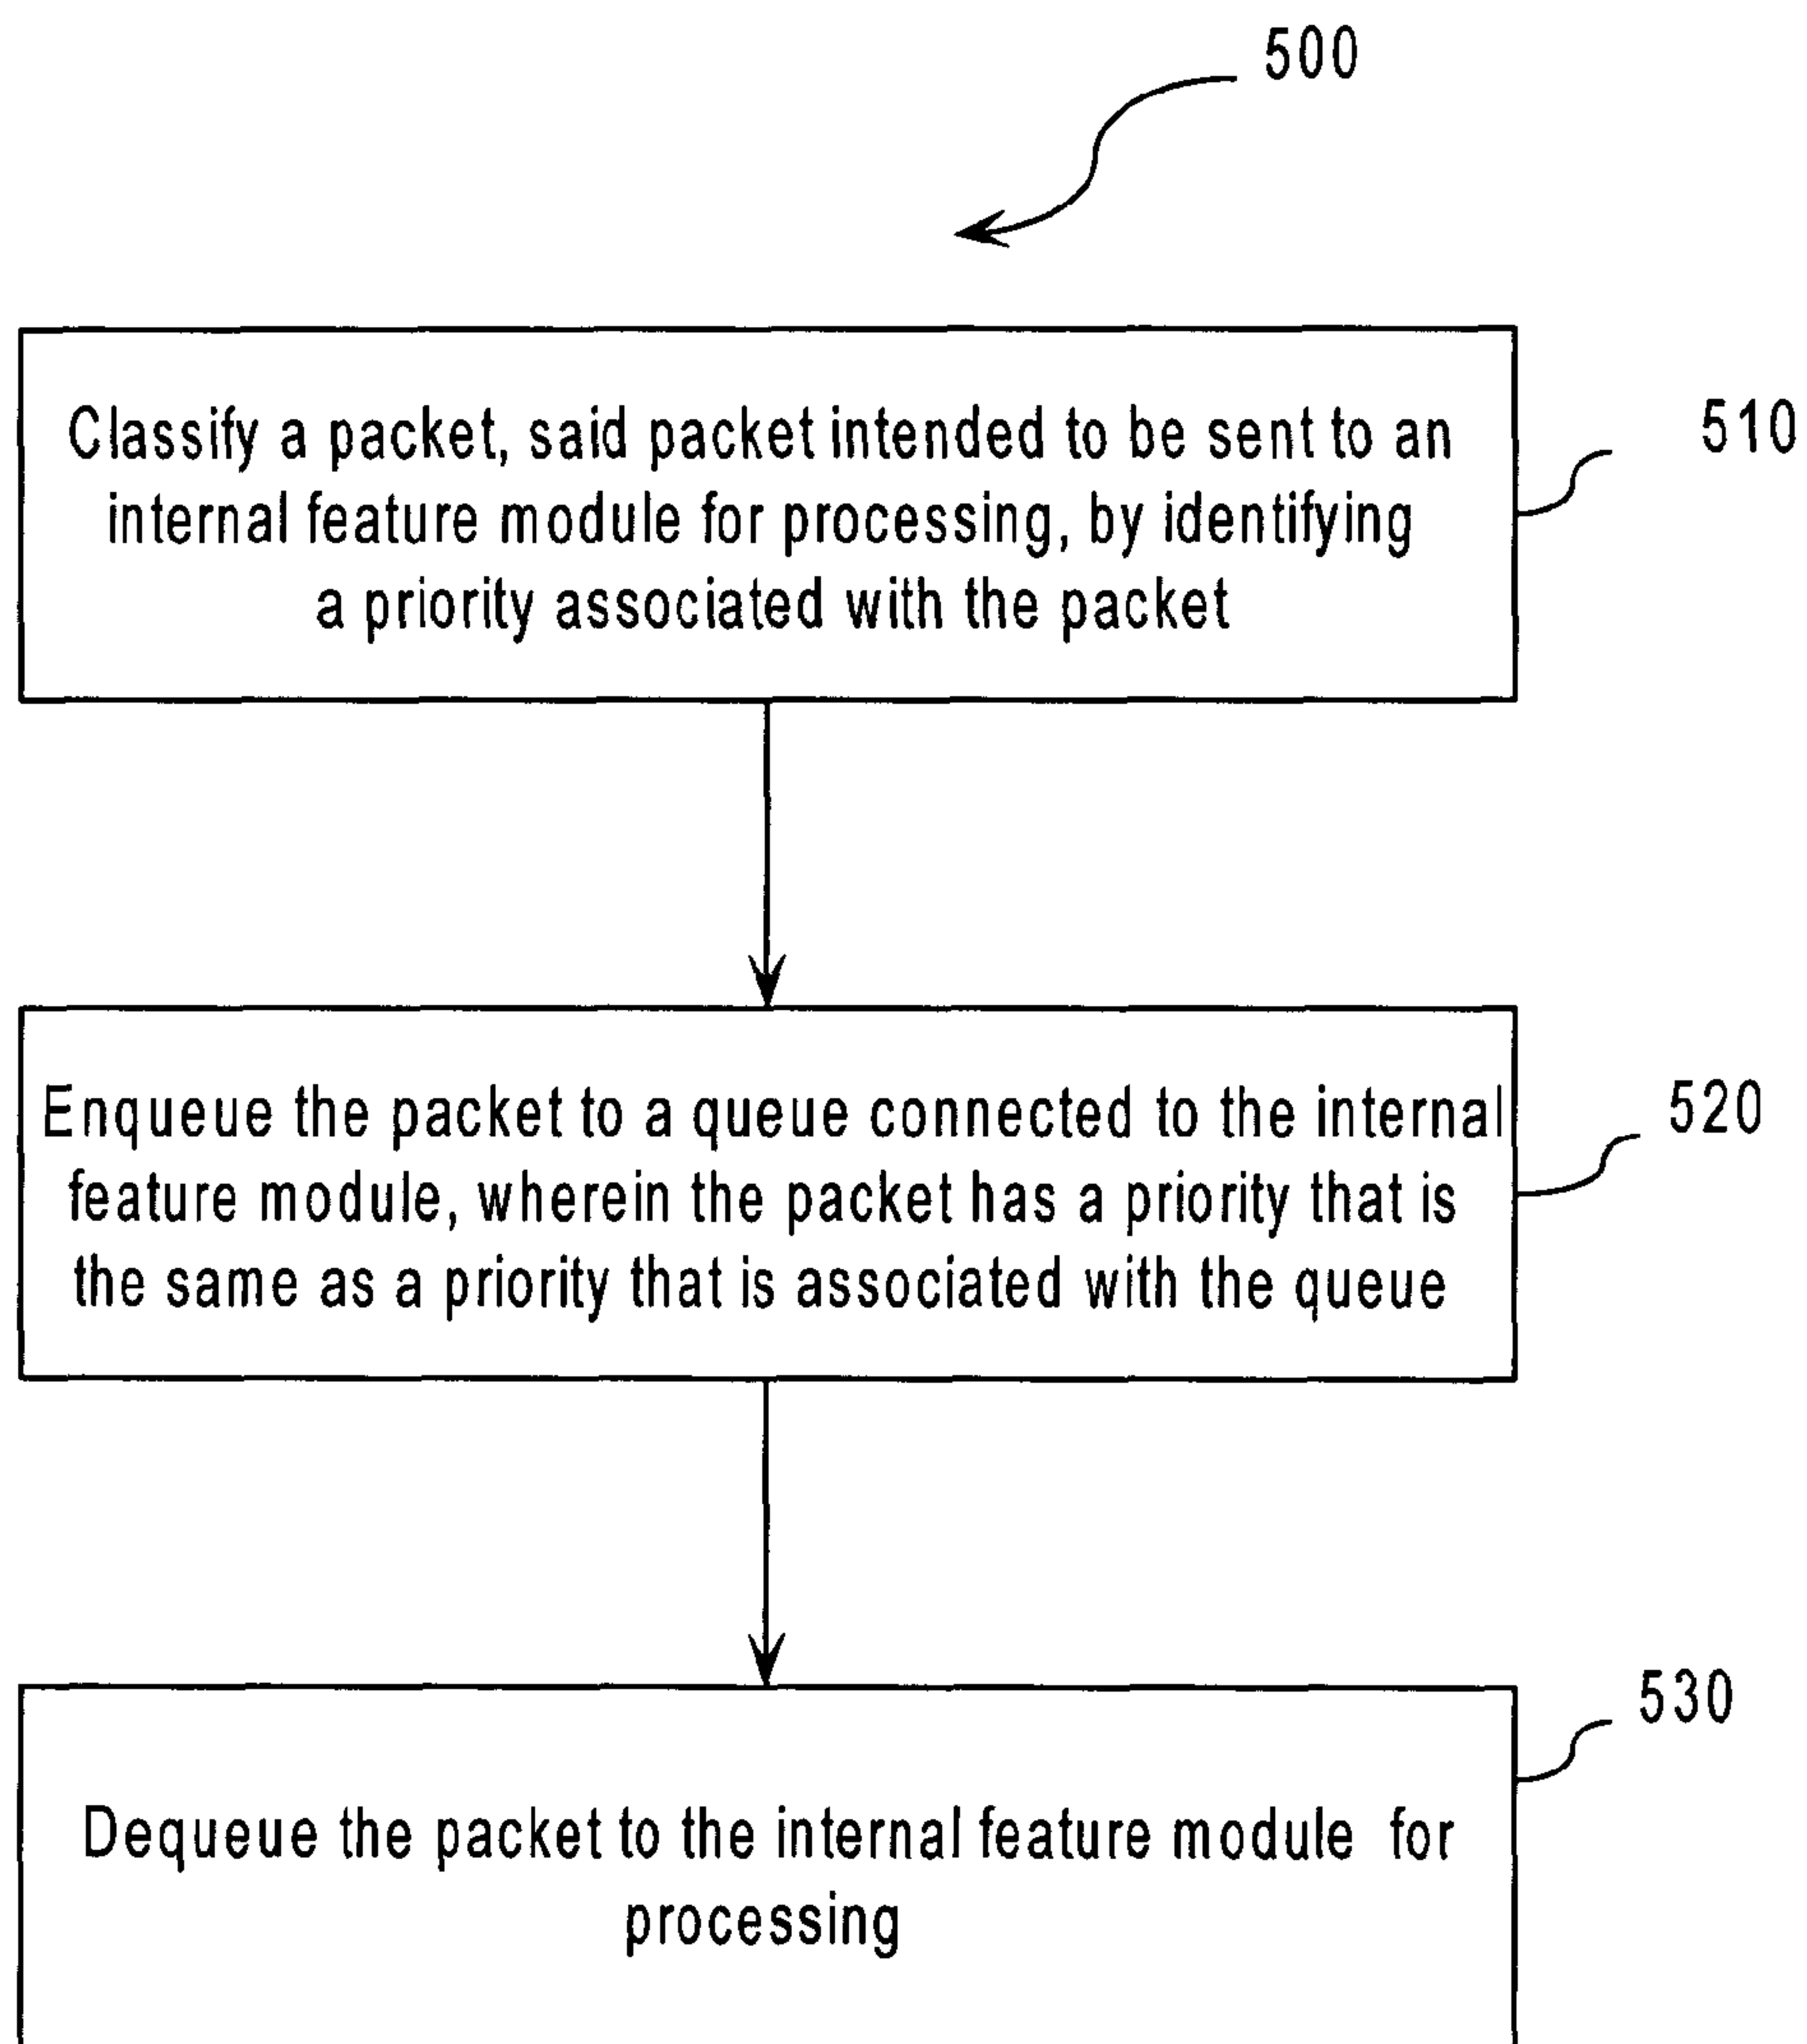 500
Classify a packet, said packet intended to be sent to an
internal feature module for processing, by identifying
a priority associated with the packet
510
Enqueue the packet to a queue connected to the internal
feature module, wherein the packet has a priority that is
the same as a priority that is associated with the queue
520
530
Dequeue the packet to the internal feature module for
processing